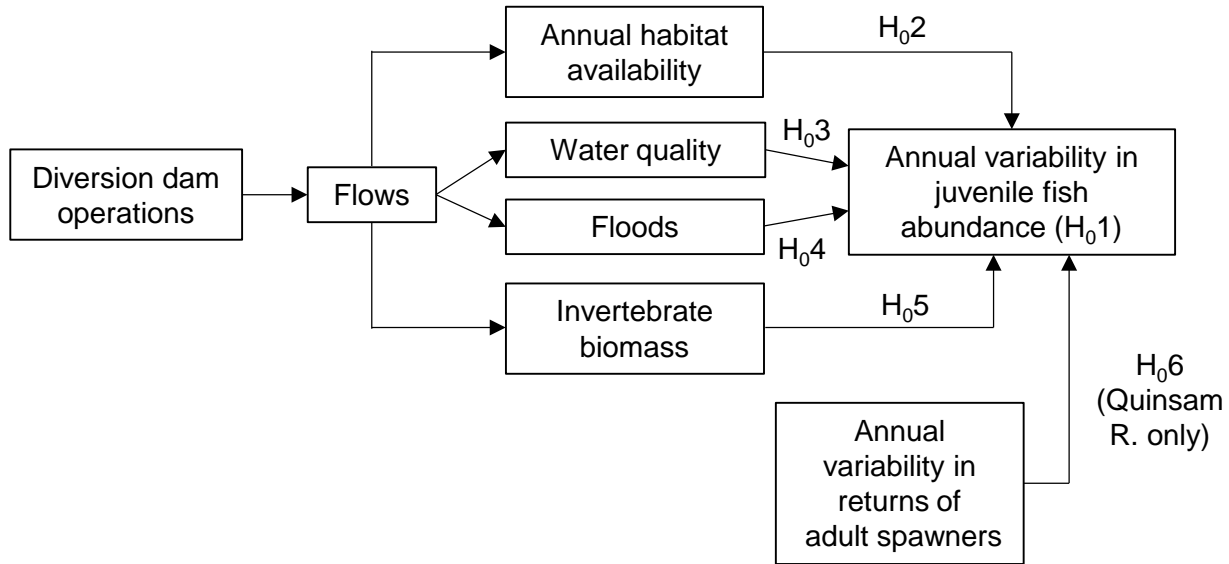 Diversion dam
operations
Flows
Annual habitat
availability
H₀2
Water quality
H₀3
Floods
H₀4
Invertebrate
biomass
H₀5
Annual variability in
juvenile fish
abundance (H₀1)
Annual
variability in
returns of
adult spawners
H₀6
(Quinsam
R. only)